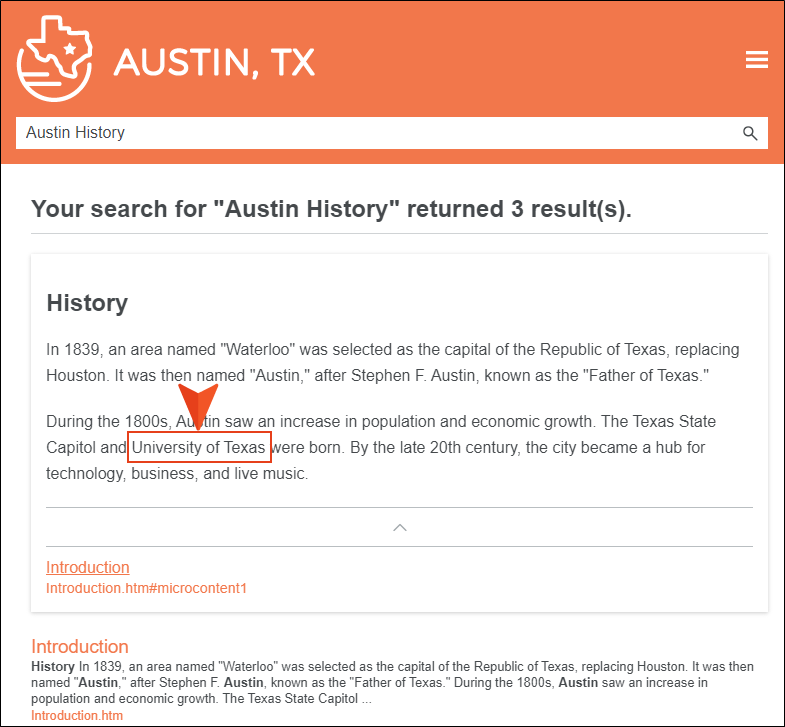 AUSTIN, TX
Austin History
Your search for "Austin History" returned 3 result(s).
History
In 1839, an area named "Waterloo" was selected as the capital of the Republic of Texas, replacing
Houston. It was then named "Austin," after Stephen F. Austin, known as the "Father of Texas."
During the 1800s, Austin saw an increase in population and economic growth. The Texas State
Capitol and University of Texas were born. By the late 20th century, the city became a hub for
technology, business, and live music.
Introduction
Introduction.htm#microcontent1
Introduction
History In 1839, an area named "Waterloo" was selected as the capital of the Republic of Texas, replacing Houston. It was then
named "Austin," after Stephen F. Austin, known as the "Father of Texas." During the 1800s, Austin saw an increase in
population and economic growth. The Texas State Capitol ...
Introduction.htm